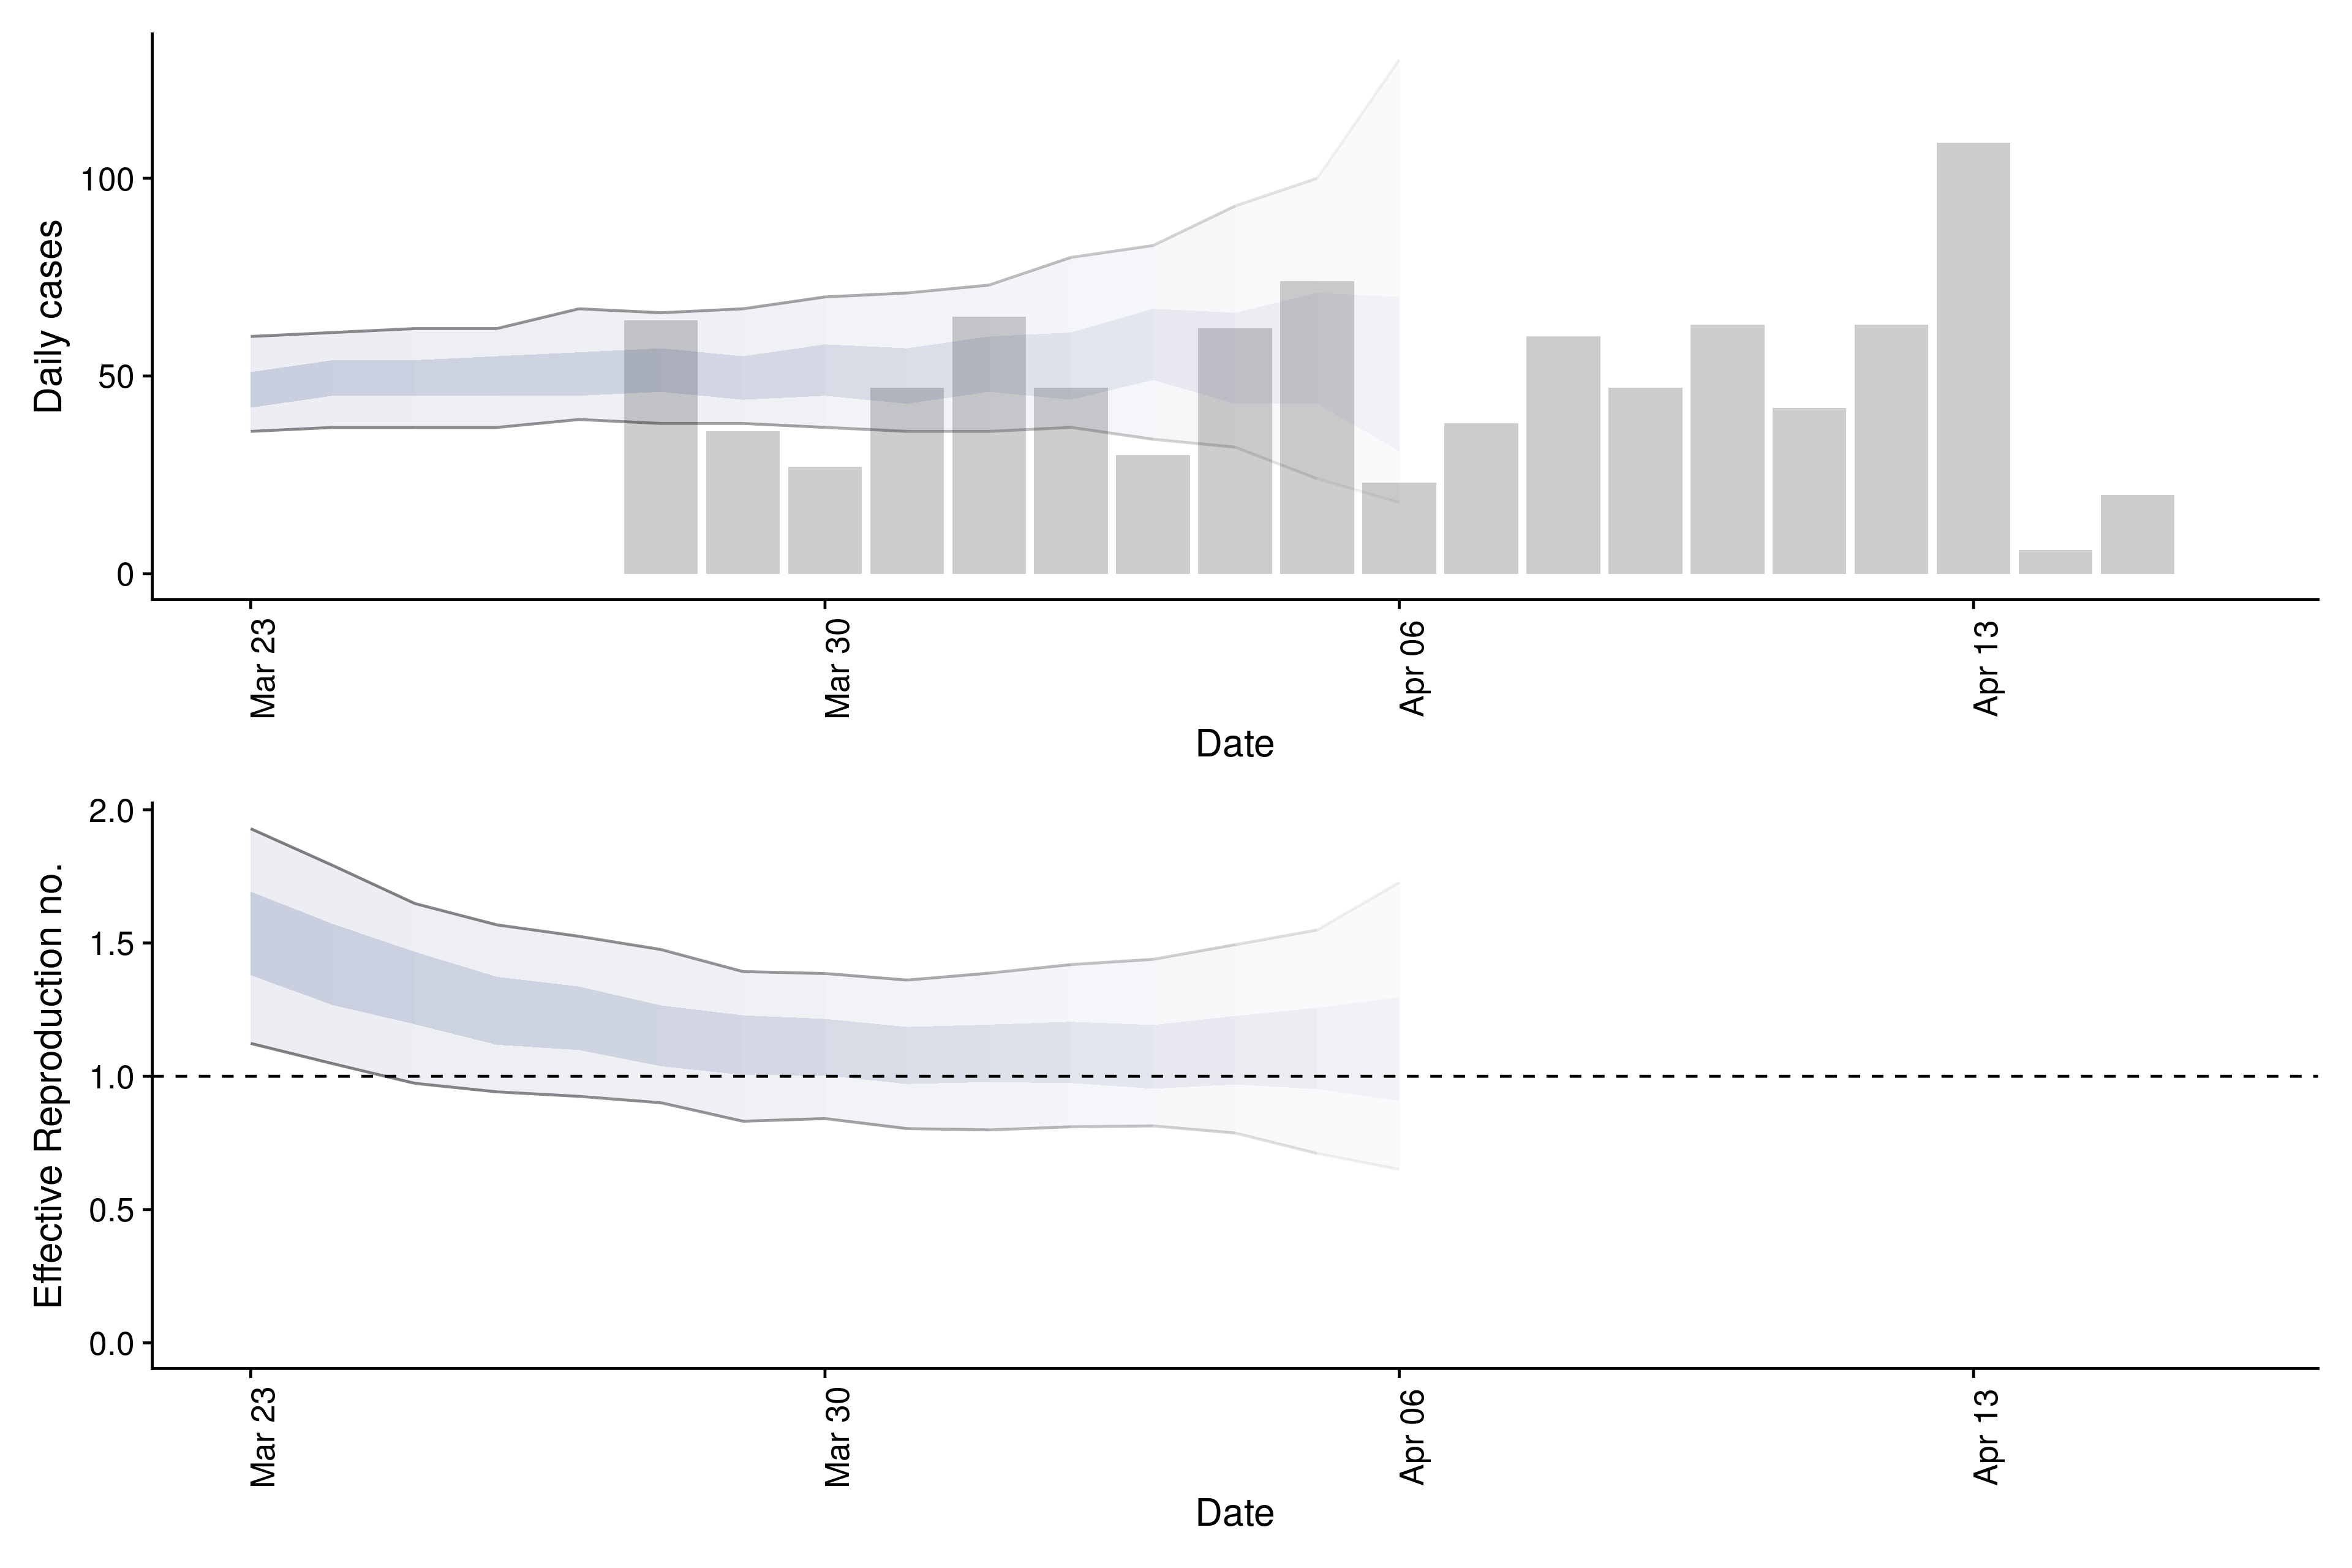 Daily cases
100
50
0
Mar 23
Mar 30
Apr 06
Apr 13
Date
Effective Reproduction no.
2.0
1.5
1.0
0.5
0.0
Mar 23
Mar 30
Apr 06
Apr 13
Date